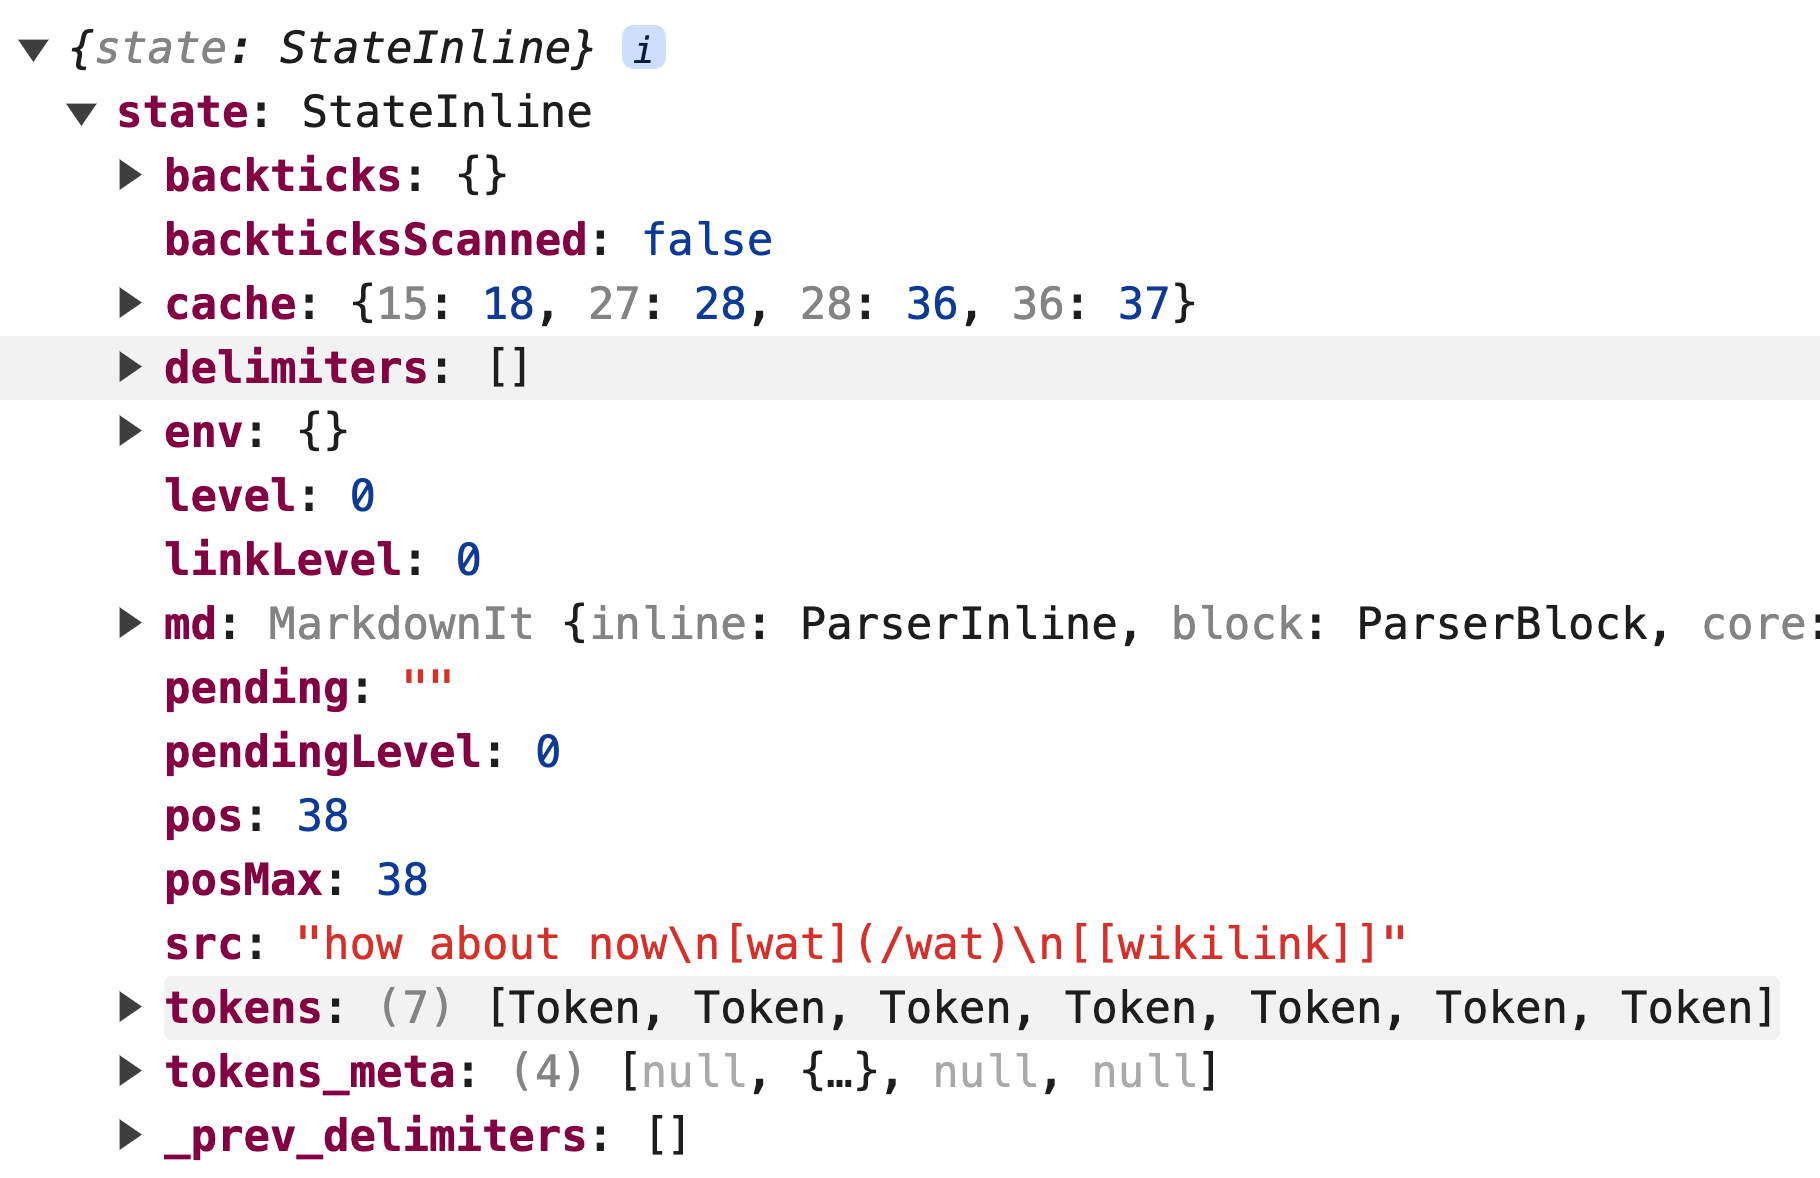 {state: StateInline} i
state: StateInline
backticks: {}
backticksScanned: false
cache: {15: 18, 27: 28, 28: 36, 36: 37}
delimiters: []
env: {}
level: 0
linkLevel: 0
md: MarkdownIt {inline: ParserInline, block: ParserBlock, core:
pending: ""
pendingLevel: 0
pos: 38
posMax: 38
src: "how about now\n[wat](/wat)\n[[wikilink]]"
tokens: (7) [Token, Token, Token, Token, Token, Token, Token]
tokens_meta: (4) [null, {…}, null, null]
_prev_delimiters: []